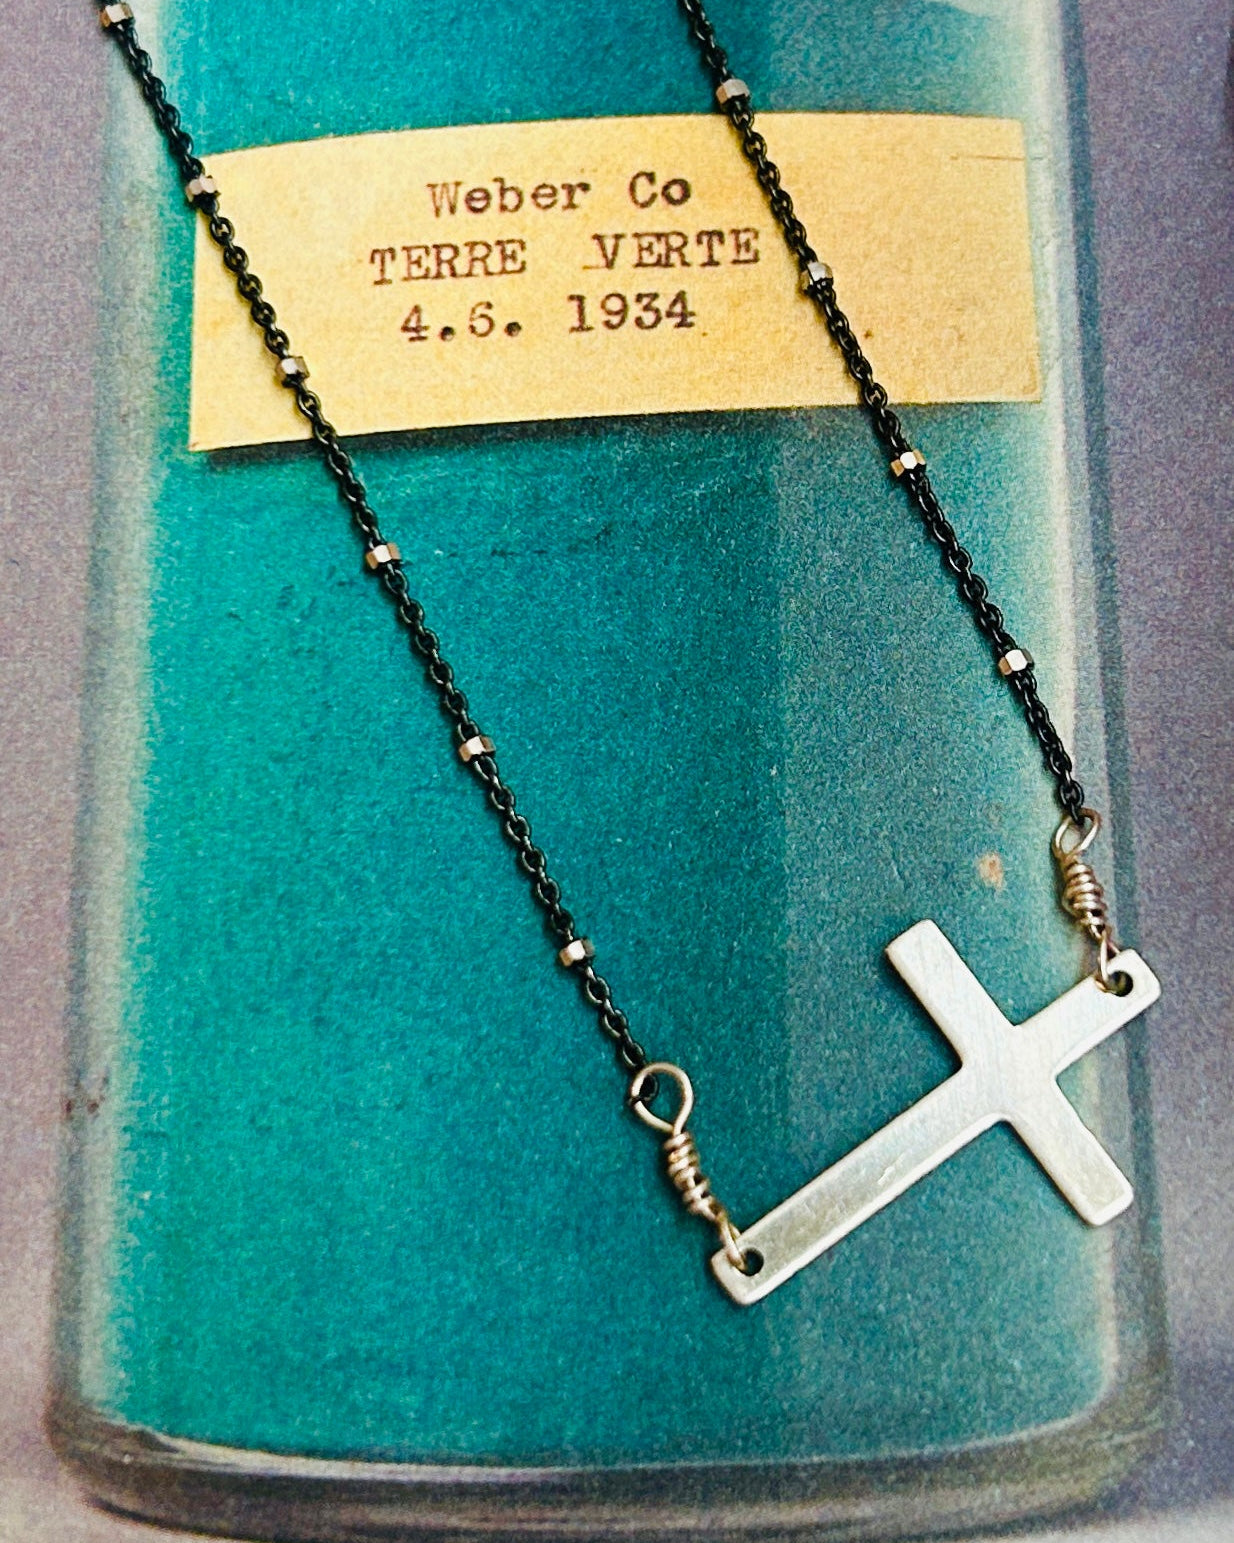 Weber Co
TERRE VERTE
4.6. 1934